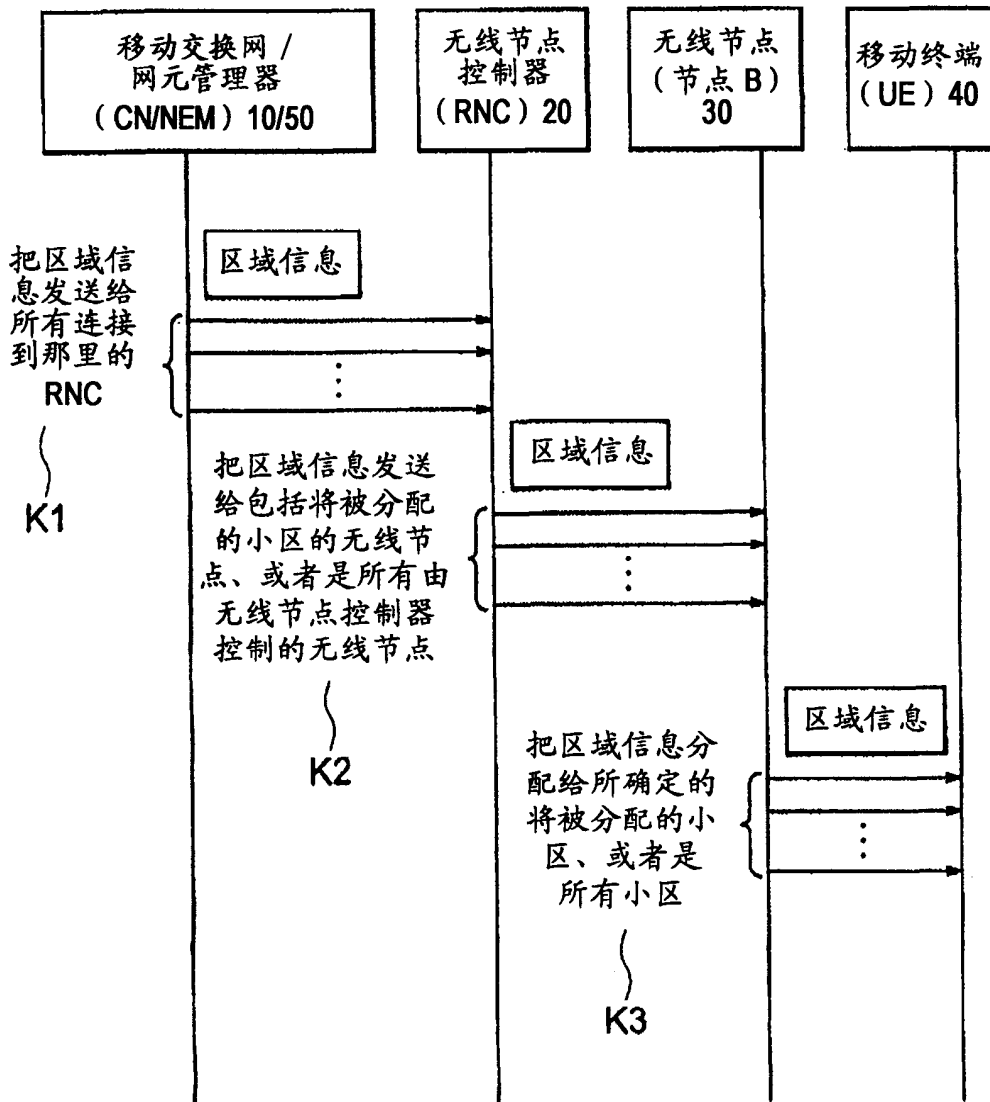 移动交换网 /
网元管理器
(CN/NEM) 10/50
无线节点
控制器
(RNC) 20
无线节点
(节点 B)
30
移动终端
(UE) 40
把区域信
息发送给
所有连接
到那里的
RNC
K1
区域信息
区域信息
把区域信息发送
给包括将被分配
的小区的无线节
点、或者是所有由
无线节点控制器
控制的无线节点
K2
区域信息
把区域信息分
配给所确定的
将被分配的小
区、或者是
所有小区
K3